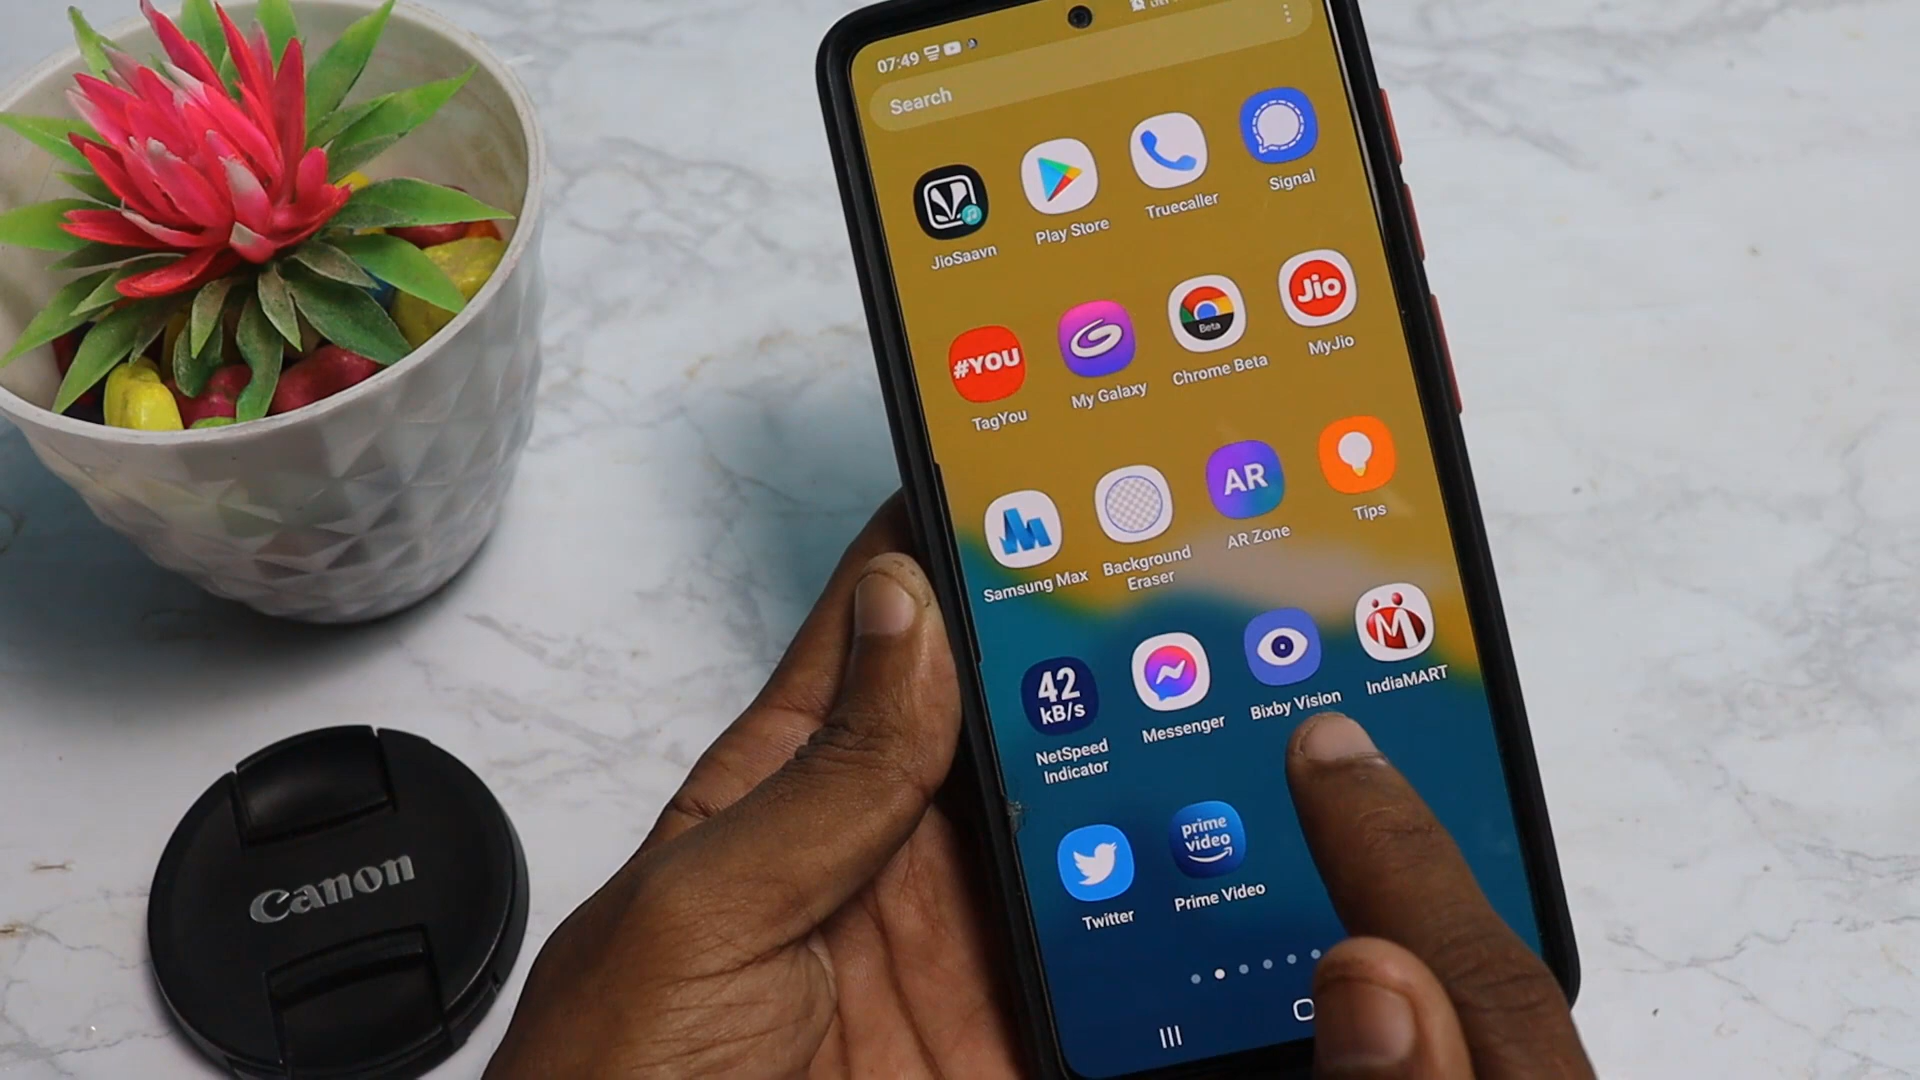 07:49
Search
JioSaavn
Play Store
Truecaller
Signal
#YOU
TagYou
My Galaxy
Beta
Chrome Beta
Jio
MyJio
Samsung Max
Background
Eraser
AR
AR Zone
Tips
42
kB/s
NetSpeed
Indicator
Messenger
Bixby Vision
M
IndiaMART
Twitter
prime
video
Prime Video
Canon